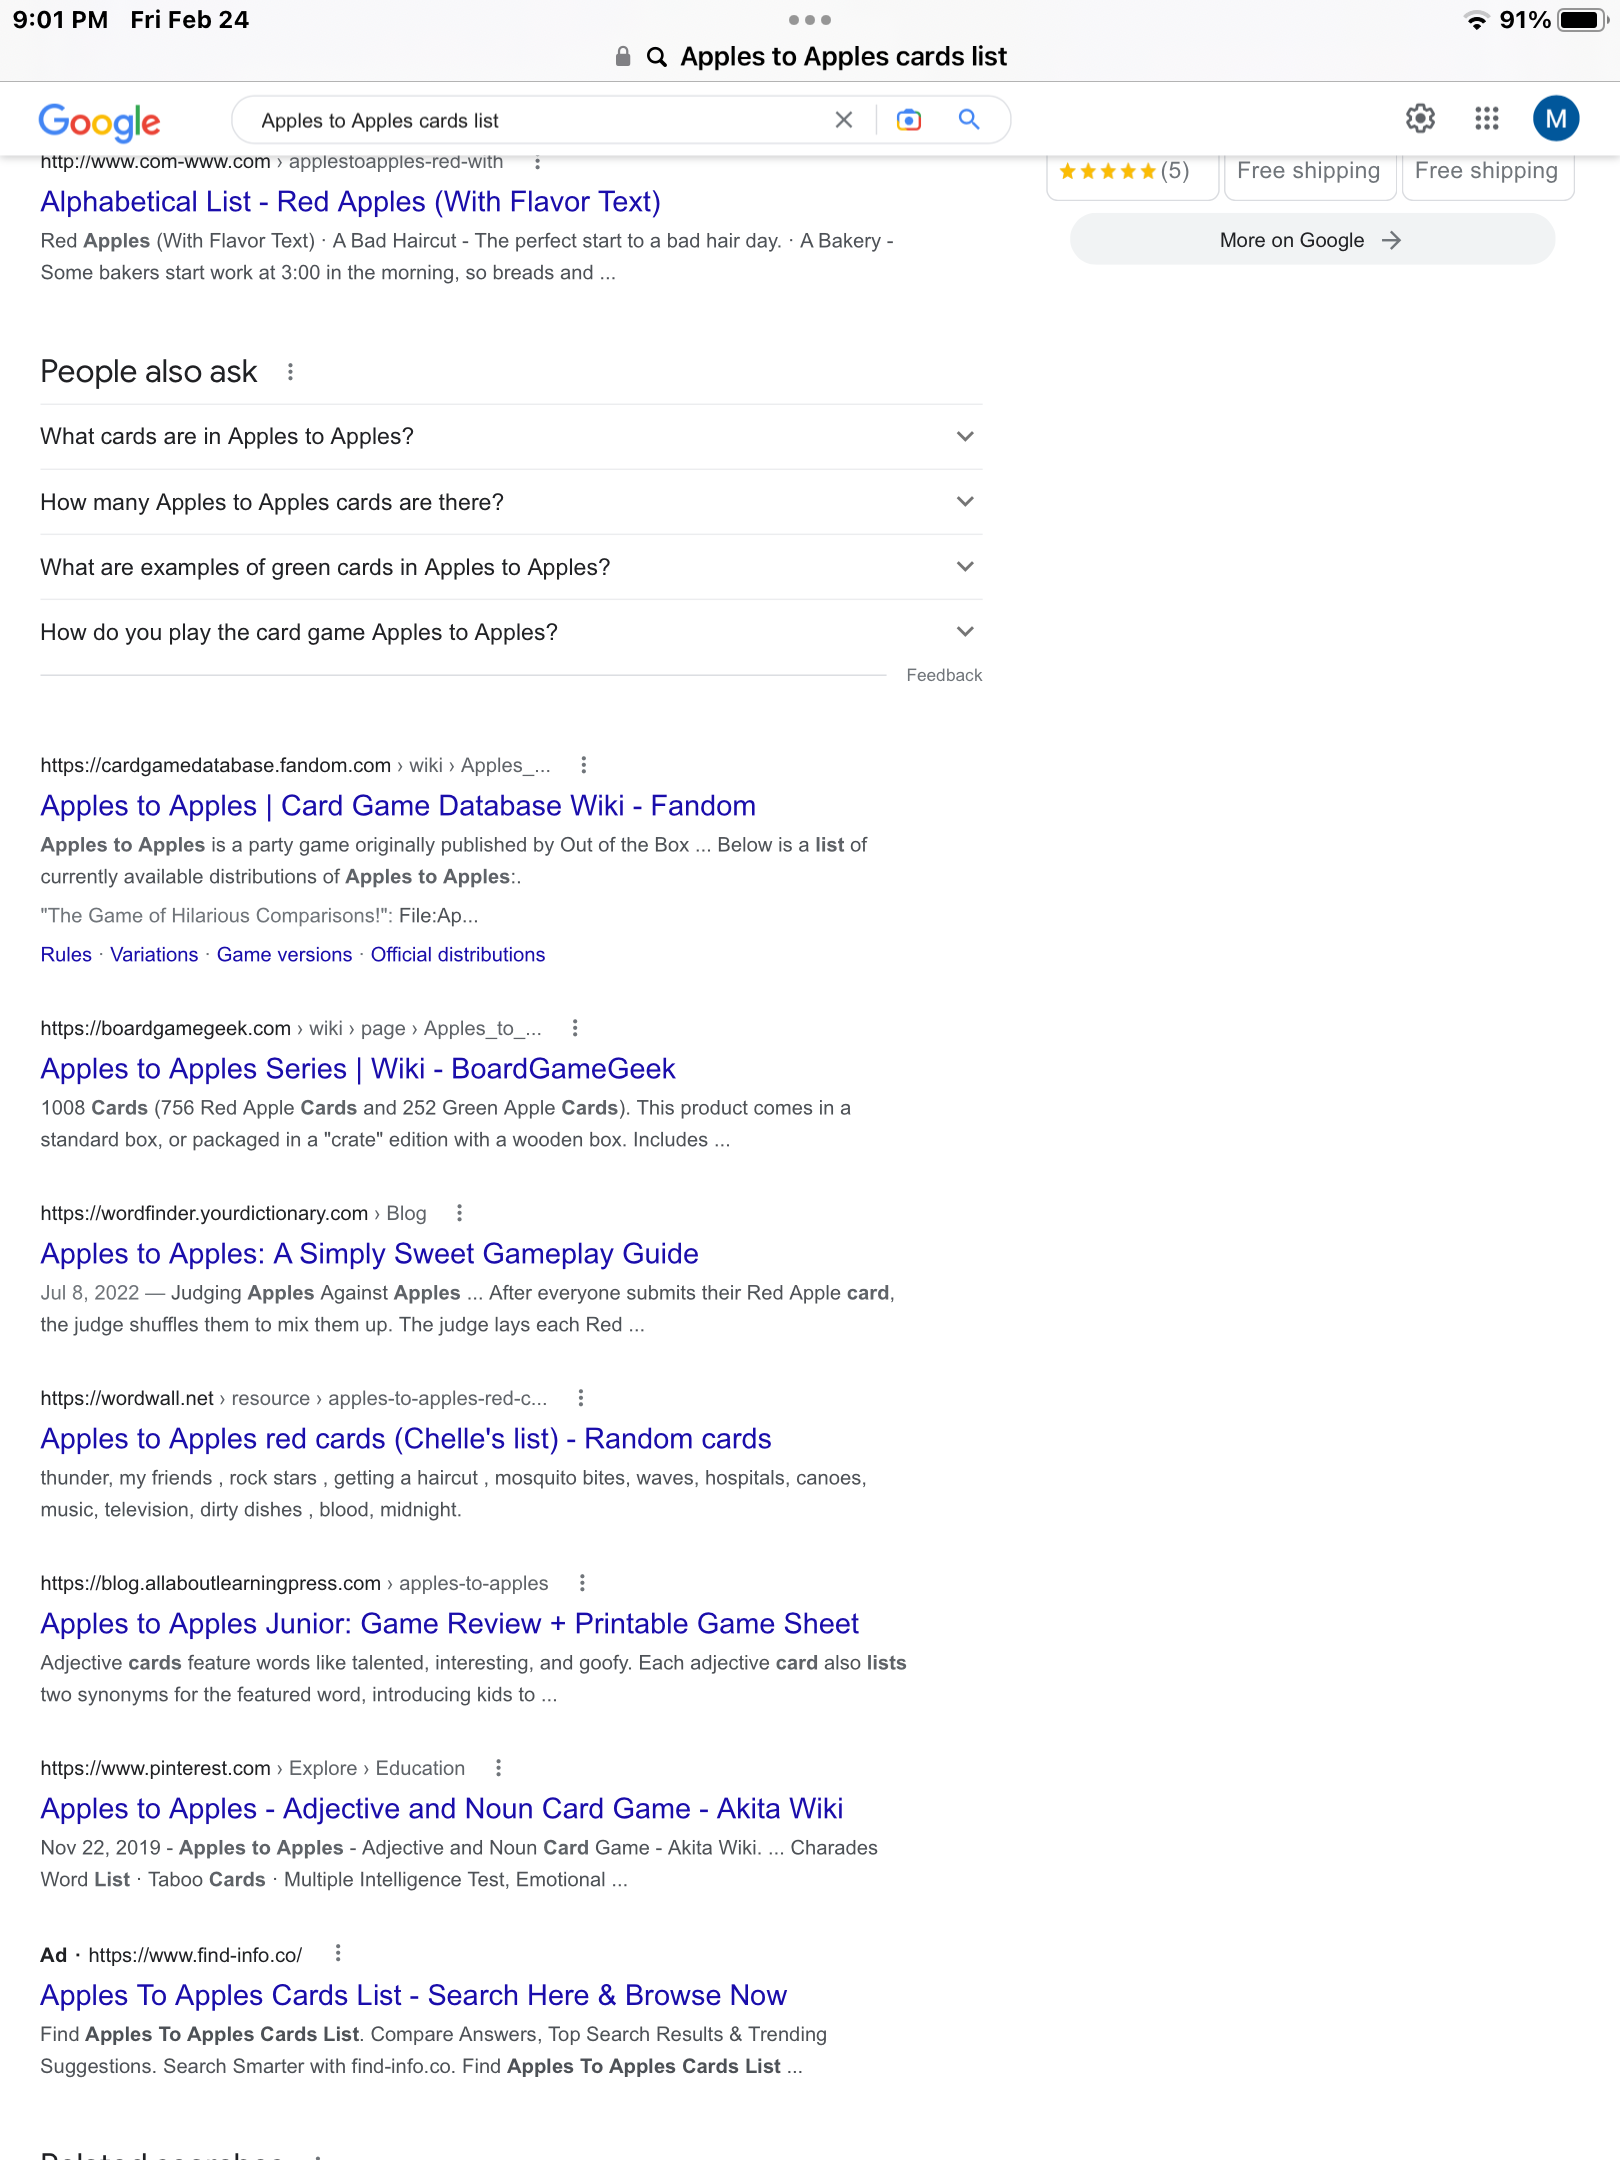 9:01 PM Fri Feb 24
91%
Apples to Apples cards list
Google
Apples to Apples cards list
M
http://www.com-www.com › applestoapples-red-with
Alphabetical List - Red Apples (With Flavor Text)
Red Apples (With Flavor Text) · A Bad Haircut - The perfect start to a bad hair day. · A Bakery -
Some bakers start work at 3:00 in the morning, so breads and ...
(5)
Free shipping
Free shipping
More on Google
People also ask
What cards are in Apples to Apples?
How many Apples to Apples cards are there?
What are examples of green cards in Apples to Apples?
How do you play the card game Apples to Apples?
Feedback
https://cardgamedatabase.fandom.com › wiki › Apples_...
Apples to Apples | Card Game Database Wiki - Fandom
Apples to Apples is a party game originally published by Out of the Box ... Below is a list of
currently available distributions of Apples to Apples:.
"The Game of Hilarious Comparisons!": File:Ap...
Rules · Variations · Game versions · Official distributions
https://boardgamegeek.com › wiki › page › Apples_to_...
Apples to Apples Series | Wiki - BoardGameGeek
1008 Cards (756 Red Apple Cards and 252 Green Apple Cards). This product comes in a
standard box, or packaged in a "crate" edition with a wooden box. Includes ...
https://wordfinder.yourdictionary.com › Blog
Apples to Apples: A Simply Sweet Gameplay Guide
Jul 8, 2022 — Judging Apples Against Apples ... After everyone submits their Red Apple card,
the judge shuffles them to mix them up. The judge lays each Red ...
https://wordwall.net › resource › apples-to-apples-red-c...
Apples to Apples red cards (Chelle's list) - Random cards
thunder, my friends , rock stars , getting a haircut , mosquito bites, waves, hospitals, canoes,
music, television, dirty dishes , blood, midnight.
https://blog.allaboutlearningpress.com › apples-to-apples
Apples to Apples Junior: Game Review + Printable Game Sheet
Adjective cards feature words like talented, interesting, and goofy. Each adjective card also lists
two synonyms for the featured word, introducing kids to ...
https://www.pinterest.com › Explore › Education
Apples to Apples - Adjective and Noun Card Game - Akita Wiki
Nov 22, 2019 - Apples to Apples - Adjective and Noun Card Game - Akita Wiki. ... Charades
Word List · Taboo Cards · Multiple Intelligence Test, Emotional ...
Ad · https://www.find-info.co/
Apples To Apples Cards List - Search Here & Browse Now
Find Apples To Apples Cards List. Compare Answers, Top Search Results & Trending
Suggestions. Search Smarter with find-info.co. Find Apples To Apples Cards List ...
Related searches